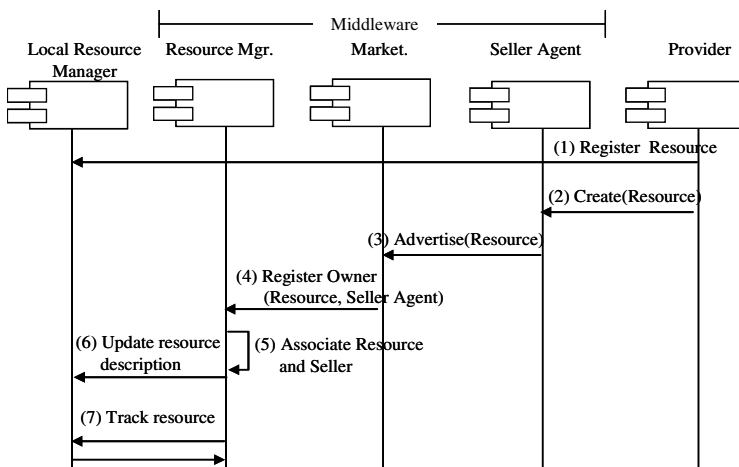 Middleware
Local Resource
Manager
Resource Mgr.
Market.
Seller Agent
Provider
(1) Register Resource
(2) Create(Resource)
(3) Advertise(Resource)
(4) Register Owner
(Resource, Seller Agent)
(5) Associate Resource
and Seller
(6) Update resource
description
(7) Track resource